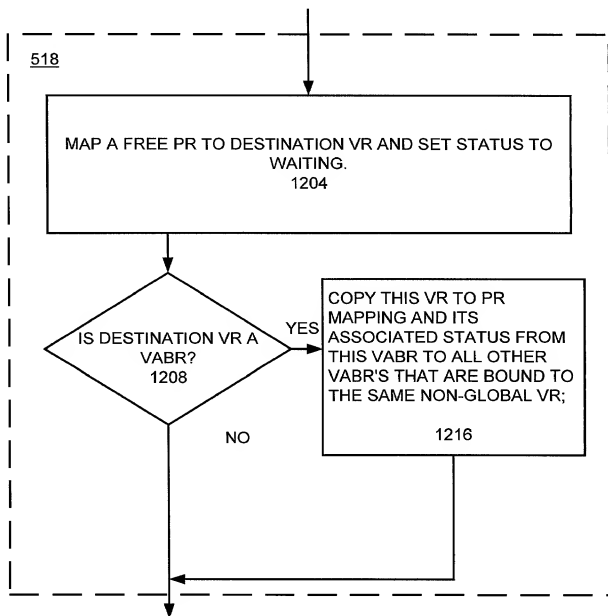 518
MAP A FREE PR TO DESTINATION VR AND SET STATUS TO
WAITING.
1204
IS DESTINATION VR A
VABR?
1208
YES
COPY THIS VR TO PR
MAPPING AND ITS
ASSOCIATED STATUS FROM
THIS VABR TO ALL OTHER
VABR'S THAT ARE BOUND TO
THE SAME NON-GLOBAL VR;
1216
NO